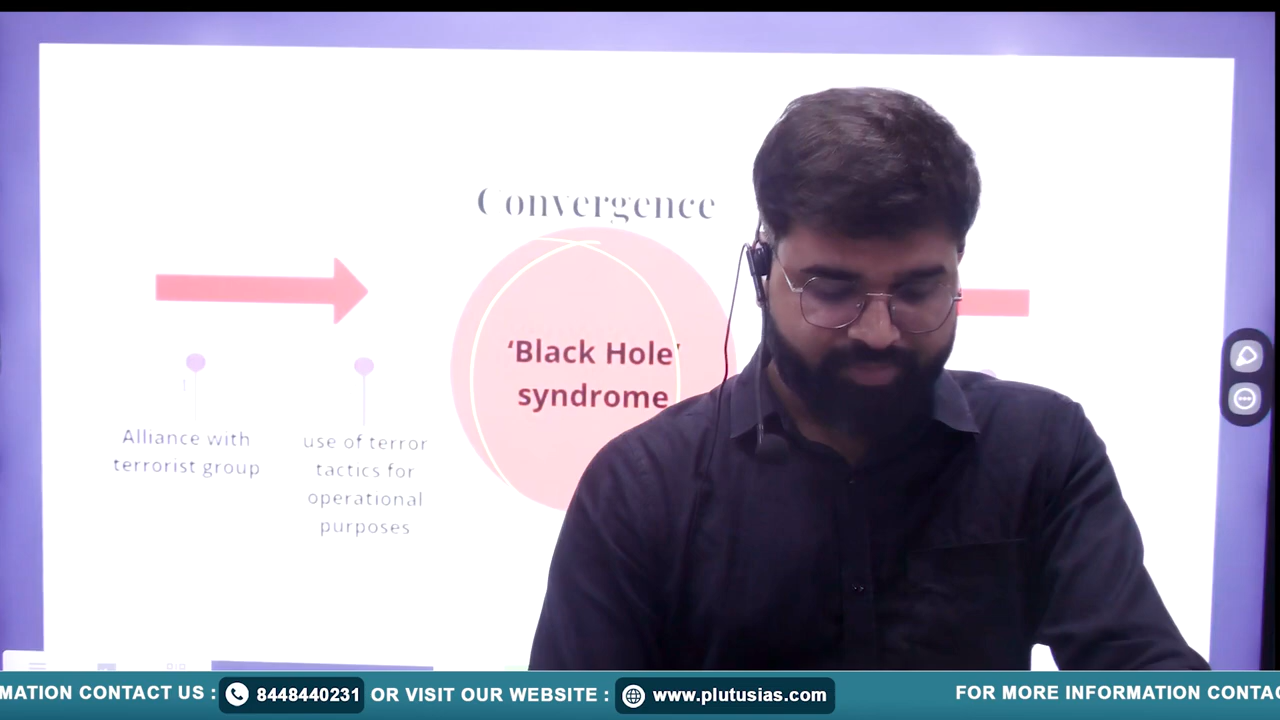 Convergence
'Black Hole'
syndrome
Alliance with
terrorist group
use of terror
tactics for
operational
purposes
MATION CONTACT US : 8448440231 OR VISIT OUR WEBSITE : www.plutusias.com FOR MORE INFORMATION CONTAC